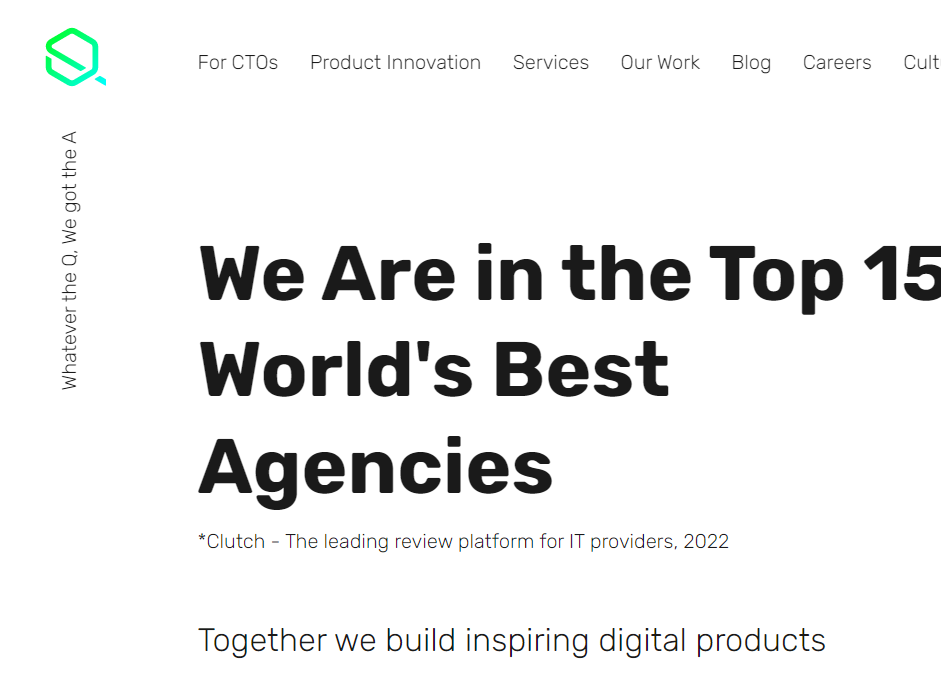 For CTOs Product Innovation Services Our Work Blog Careers
Whatever the Q, We got the A
We Are in the Top 15
World's Best
Agencies
*Clutch - The leading review platform for IT providers, 2022
Together we build inspiring digital products